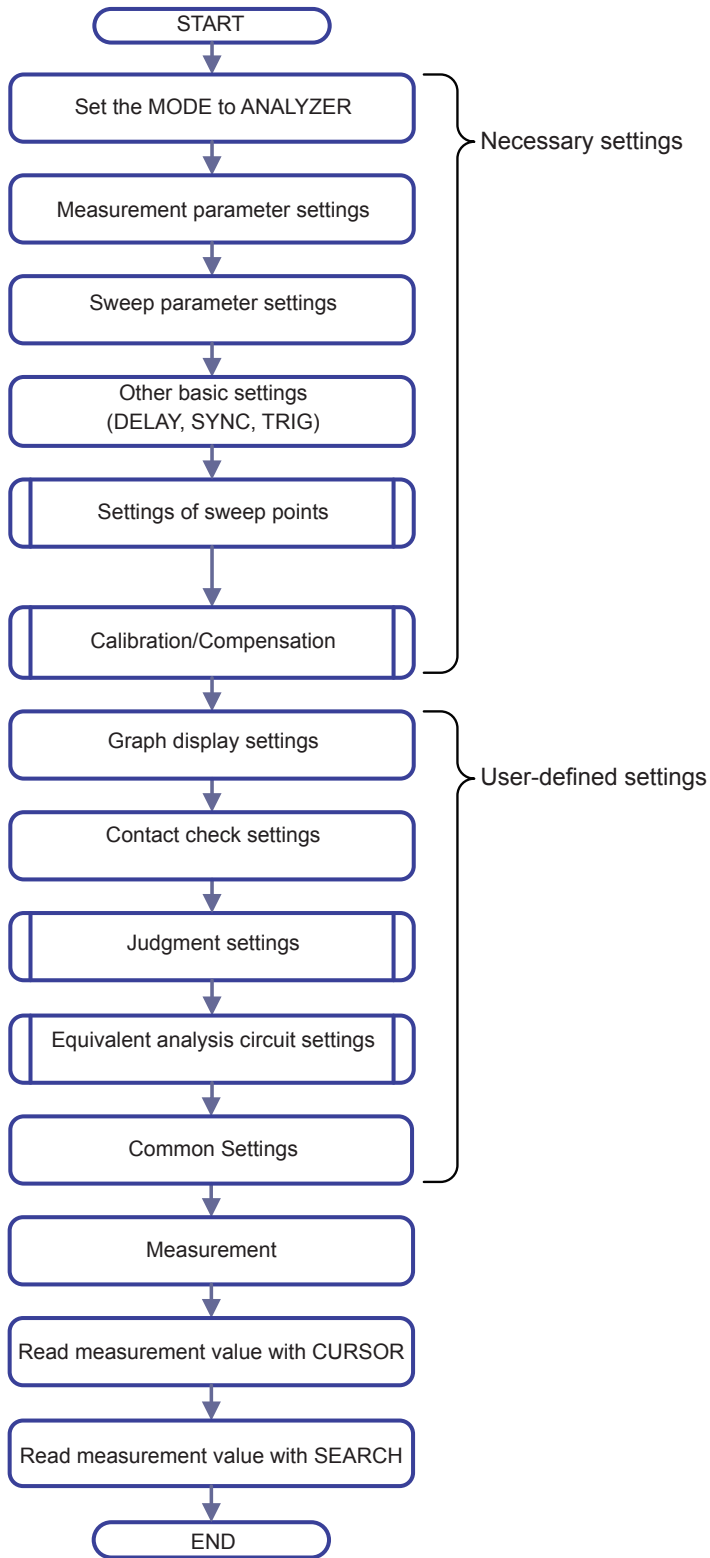 START
Set the MODE to ANALYZER
Necessary settings
Measurement parameter settings
Sweep parameter settings
Other basic settings
(DELAY, SYNC, TRIG)
Settings of sweep points
Calibration/Compensation
Graph display settings
User-defined settings
Contact check settings
Judgment settings
Equivalent analysis circuit settings
Common Settings
Measurement
Read measurement value with CURSOR
Read measurement value with SEARCH
END